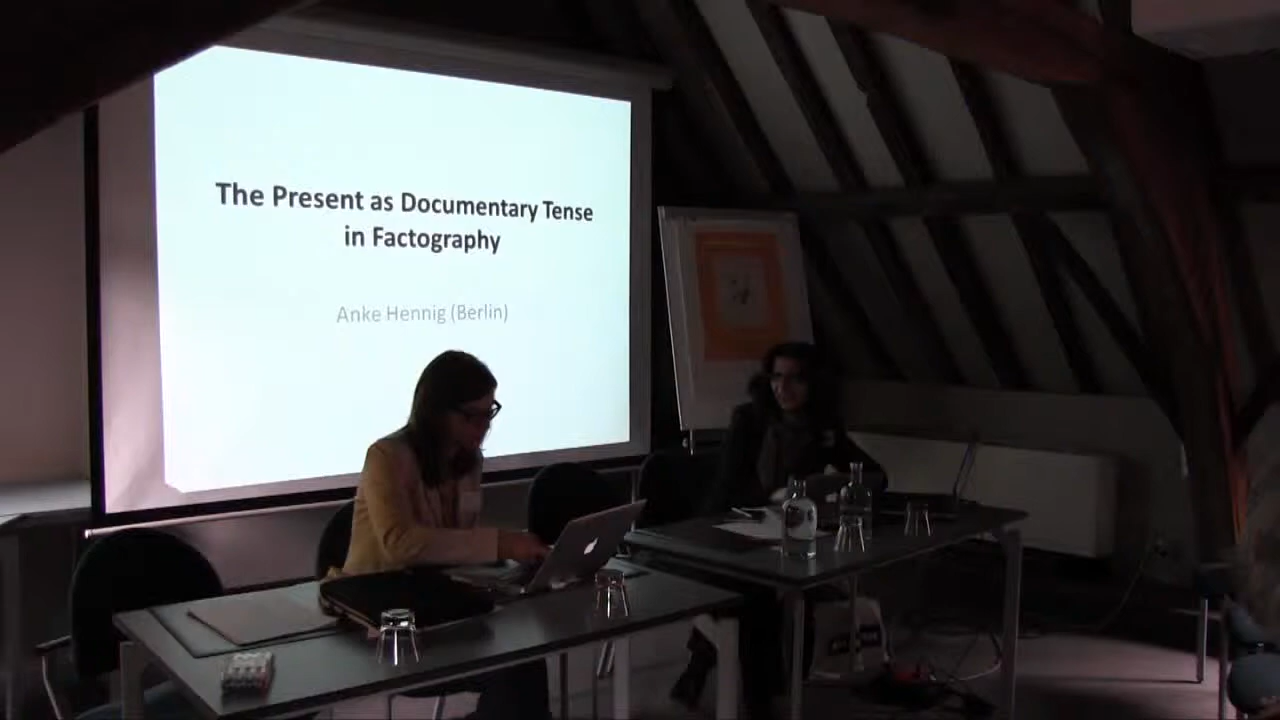 The Present as Documentary Tense
in Factography
Anke Hennig (Berlin)